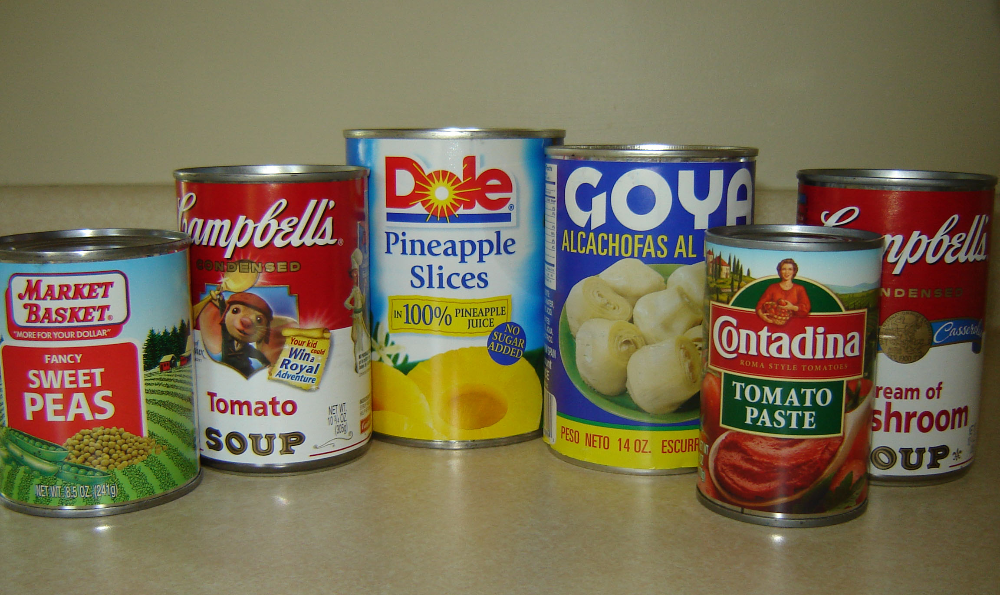 MARKET
BASKET®
"MORE FOR YOUR DOLLAR"
FANCY
SWEET
PEAS
NET WT. 8.5 OZ. (241g)
Campbell's®
CONDENSED
Your kid
could
Win a
Royal
Adventure
Tomato
SOUP
NET WT.
10 3/4 OZ.
(305g)
Dole®
Pineapple
Slices
IN 100% PINEAPPLE
JUICE
NO
SUGAR
ADDED
GOYA
ALCACHOFAS AL
PESO NETO 14 OZ. ESCURR
Contadina
ROMA STYLE TOMATOES
TOMATO
PASTE
mpbell's
NDENSED
Casserole
1900
ream of
shroom
OUP